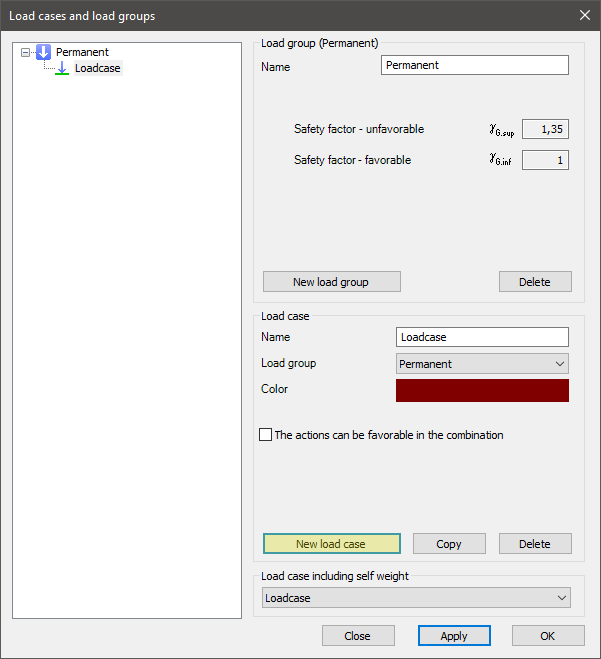 Load cases and load groups
Permanent
Loadcase
Load group (Permanent)
Name Permanent
Safety factor - unfavorable γG.sup 1,35
Safety factor - favorable γG.inf 1
New load group Delete
Load case
Name Loadcase
Load group Permanent
Color
The actions can be favorable in the combination
New load case Copy Delete
Load case including self weight
Loadcase
Close Apply OK